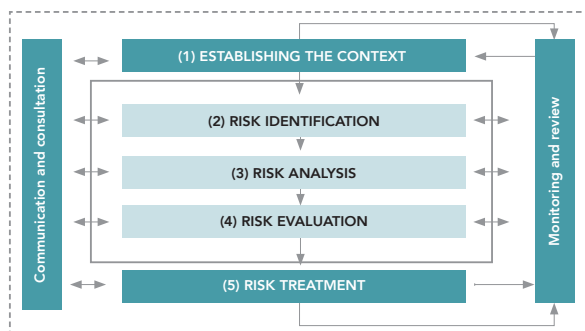 (1) ESTABLISHING THE CONTEXT
(2) RISK IDENTIFICATION
(3) RISK ANALYSIS
(4) RISK EVALUATION
(5) RISK TREATMENT
Communication and consultation
Monitoring and review